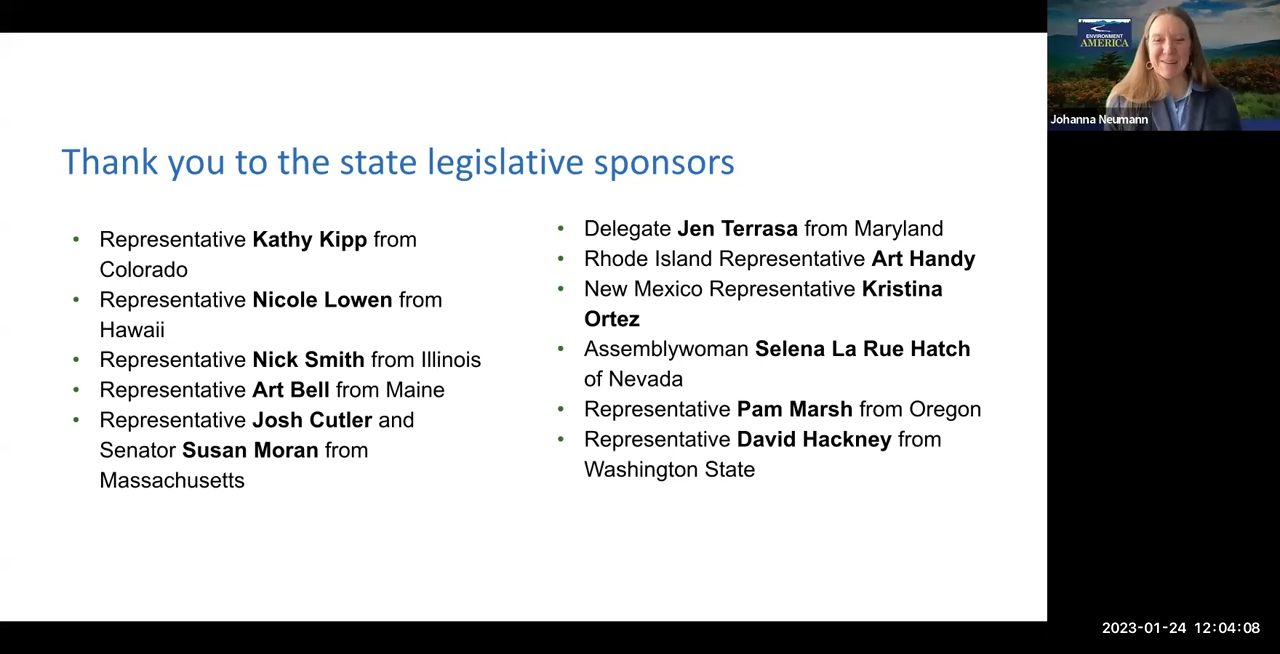 Thank you to the state legislative sponsors
• Representative Kathy Kipp from
Colorado
• Representative Nicole Lowen from
Hawaii
• Representative Nick Smith from Illinois
• Representative Art Bell from Maine
• Representative Josh Cutler and
Senator Susan Moran from
Massachusetts
• Delegate Jen Terrasa from Maryland
• Rhode Island Representative Art Handy
• New Mexico Representative Kristina
Ortez
• Assemblywoman Selena La Rue Hatch
of Nevada
• Representative Pam Marsh from Oregon
• Representative David Hackney from
Washington State
ENVIRONMENT
AMERICA
Johanna Neumann
2023-01-24 12:04:08